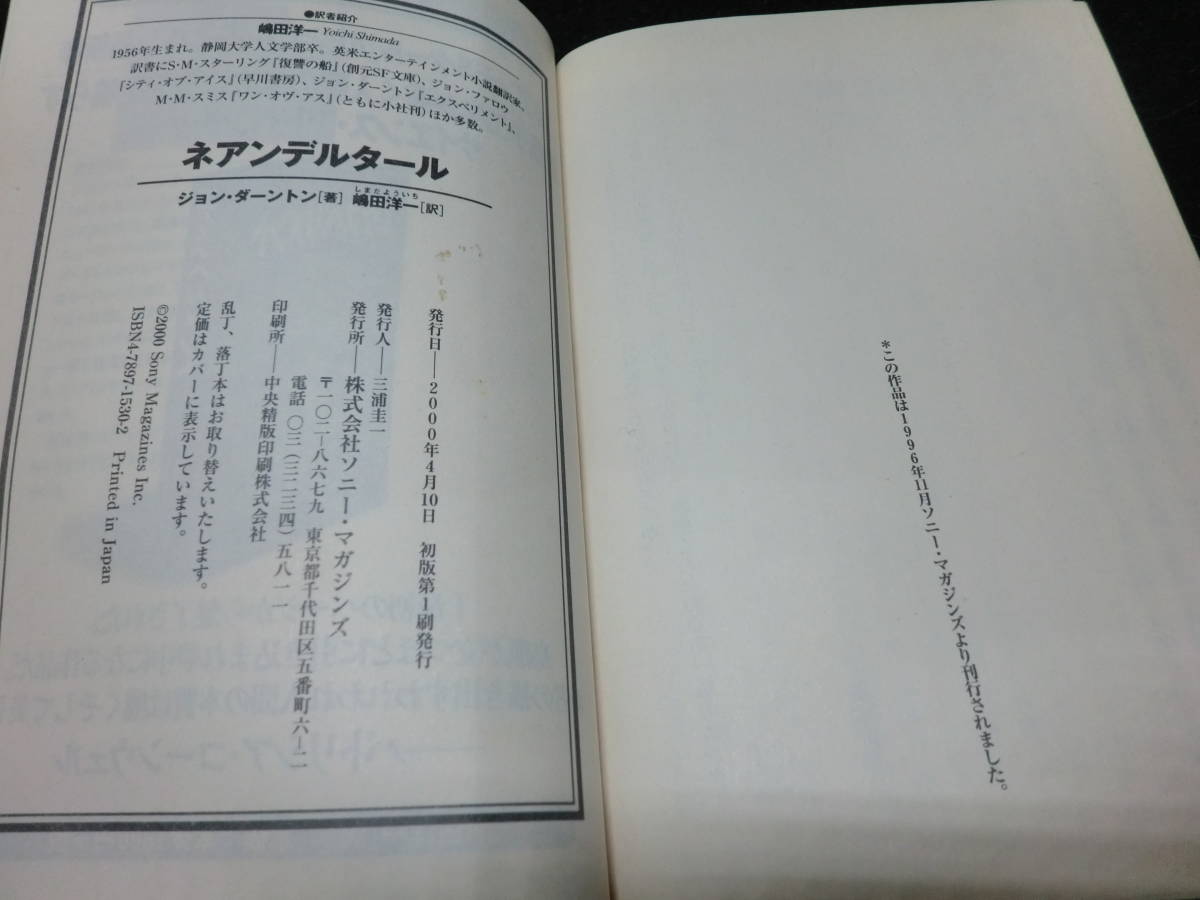 ●訳者紹介
嶋田洋一 Yoichi Shimada
1956年生まれ。静岡大学人文学部卒。英米エンターテインメント小説翻訳家。
訳書にS・M・スターリング『復讐の船』(創元SF文庫)、ジョン・ファロウ
『シティ・オブ・アイス』(早川書房)、ジョン・ダーントン『エクスペリメント』、
M・M・スミス『ワン・オヴ・アス』(ともに小社刊)ほか多数。
ネアンデルタール
しまだよういち
ジョン・ダーントン[著] 嶋田洋一[訳]
発行日——2000年4月10日 初版第1刷発行
発行人——三浦圭一
発行所——株式会社ソニー・マガジンズ
〒一〇二-八六七九 東京都千代田区五番町六-二
電話 〇三(三二三四)五八一一
印刷所——中央精版印刷株式会社
乱丁、落丁本はお取り替えいたします。
定価はカバーに表示しています。
©2000 Sony Magazines Inc.
ISBN4-7897-1530-2 Printed in Japan
*この作品は1996年11月ソニー・マガジンズより刊行されました。